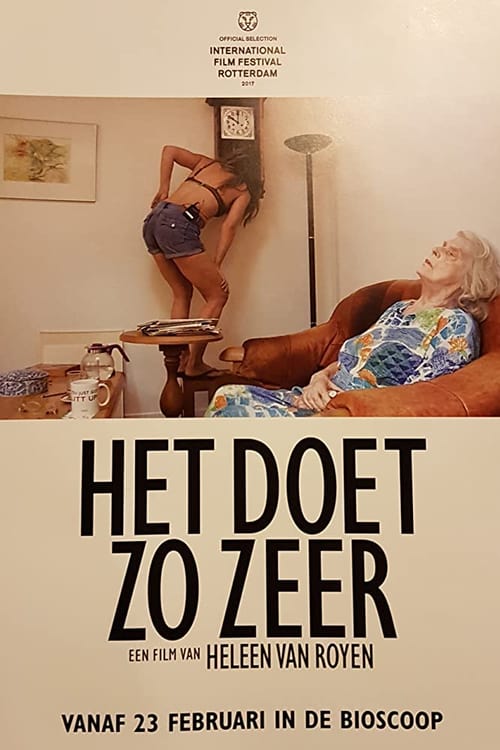 OFFICIAL SELECTION
INTERNATIONAL
FILM FESTIVAL
ROTTERDAM
2017
HET DOET
ZO ZEER
EEN FILM VAN HELEEN VAN ROYEN
VANAF 23 FEBRUARI IN DE BIOSCOOP